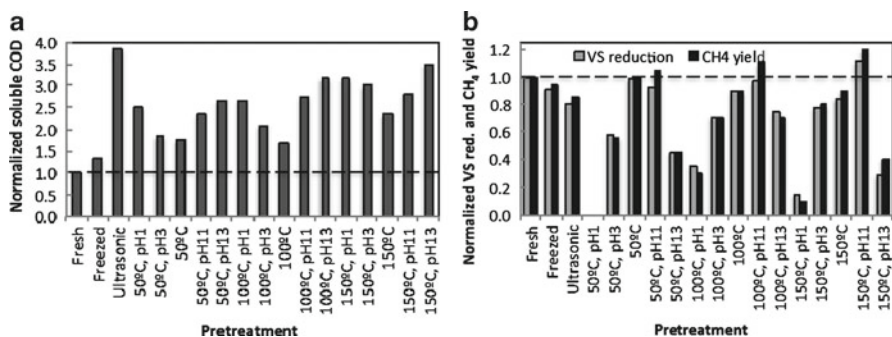 a
Normalized soluble COD
4.0
3.5
3.0
2.5
2.0
1.5
1.0
0.5
0.0
Fresh
Freezed
Ultrasonic
50ºC, pH1
50ºC, pH3
50ºC
50ºC, pH11
50ºC, pH13
100ºC, pH1
100ºC, pH3
100ºC
100ºC, pH11
100ºC, pH13
150ºC, pH1
150ºC, pH3
150ºC
150ºC, pH11
150ºC, pH13
Pretreatment
b
Normalized VS red. and CH4 yield
VS reduction
CH4 yield
1.2
1.0
0.8
0.6
0.4
0.2
0.0
Fresh
Freezed
Ultrasonic
50ºC, pH1
50ºC, pH3
50ºC
50ºC, pH11
50ºC, pH13
100ºC, pH1
100ºC, pH3
100ºC
100ºC, pH11
100ºC, pH13
150ºC, pH1
150ºC, pH3
150ºC
150ºC, pH11
150ºC, pH13
Pretreatment